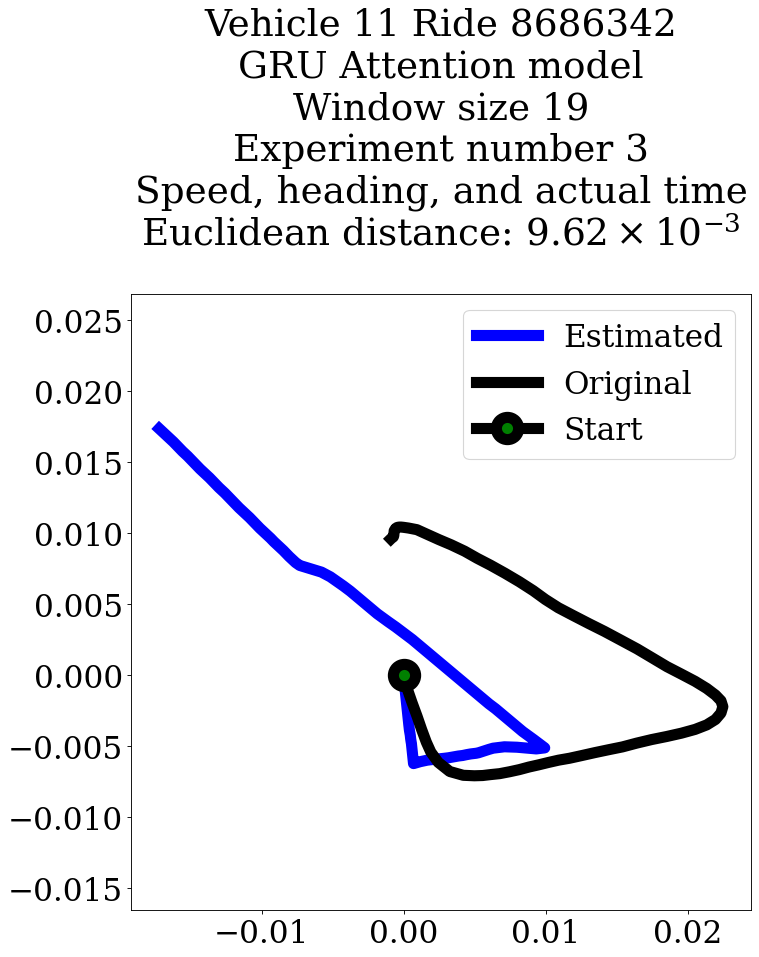 Vehicle 11 Ride 8686342
GRU Attention model
Window size 19
Experiment number 3
Speed, heading, and actual time
Euclidean distance: 9.62 × 10⁻³
0.025
0.020
0.015
0.010
0.005
0.000
−0.005
−0.010
−0.015
Estimated
Original
Start
−0.01
0.00
0.01
0.02